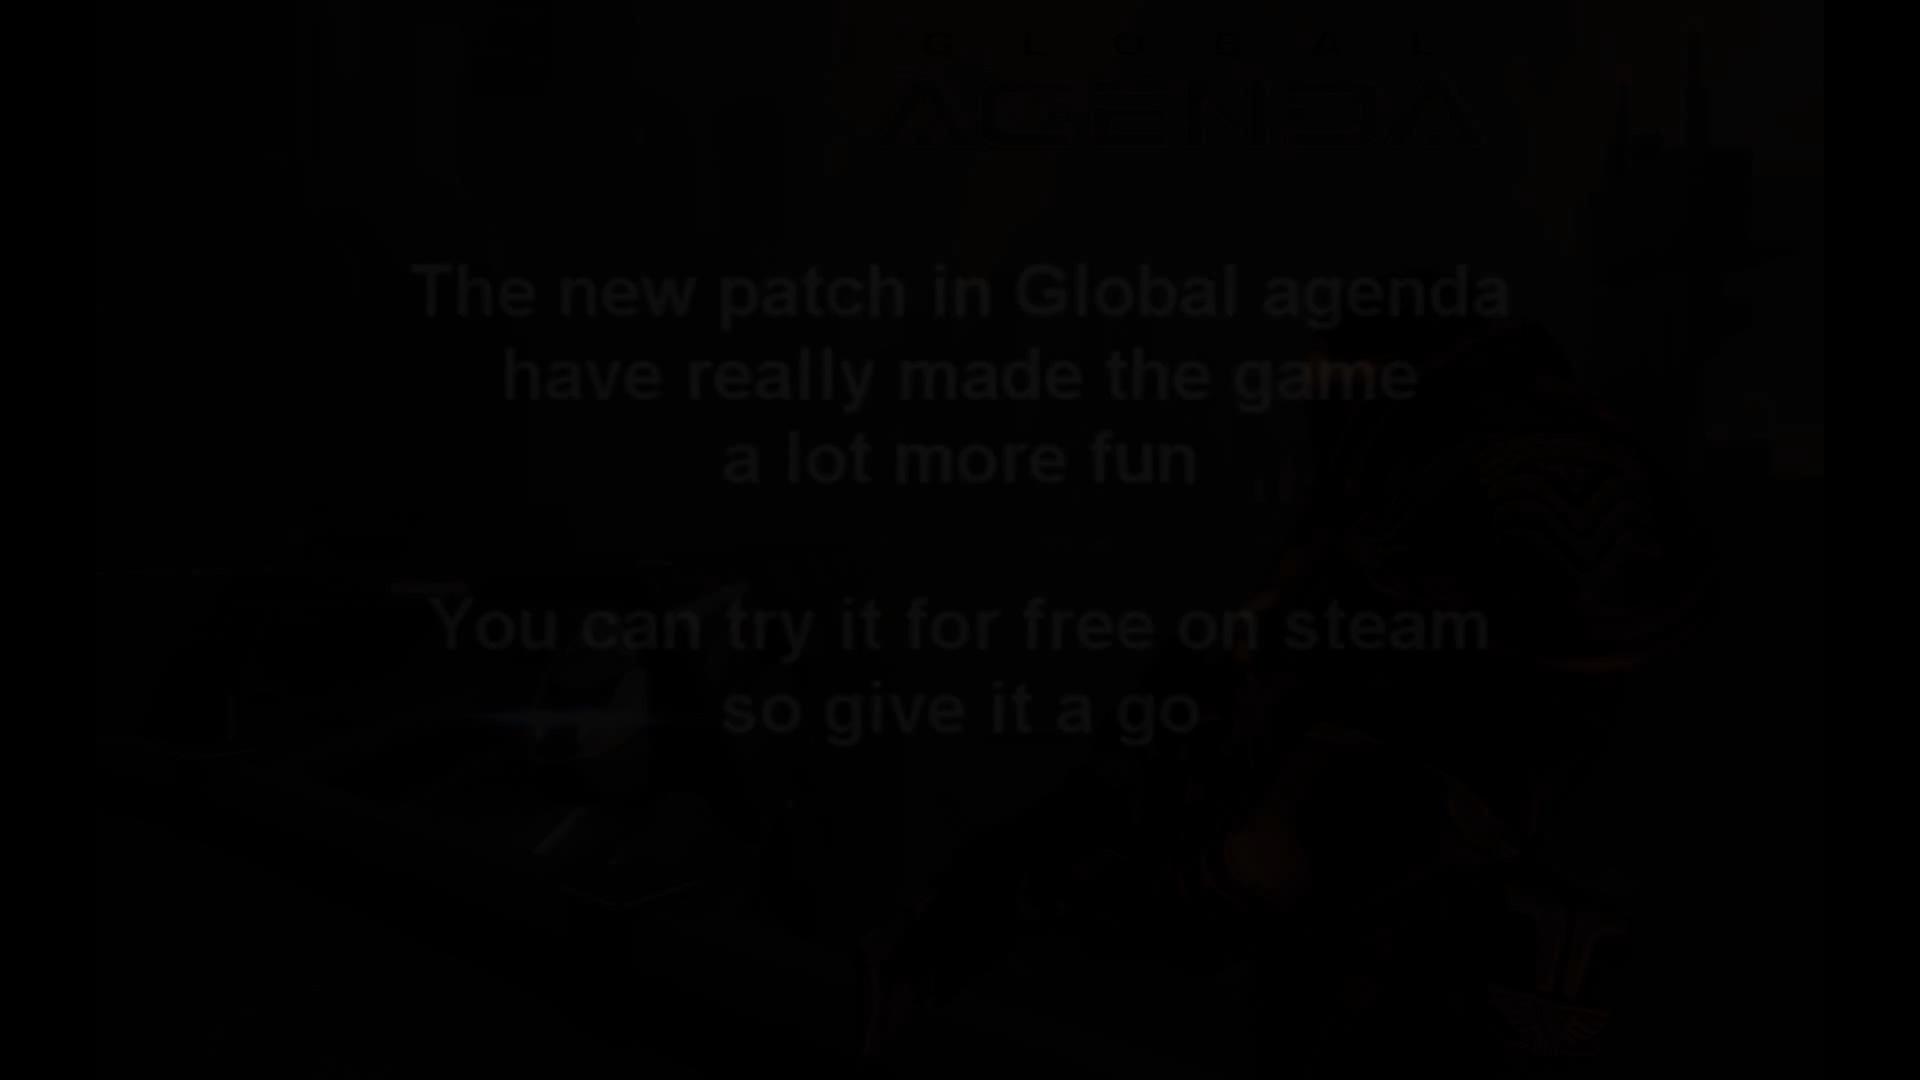 GLOBAL
AGENDA
The new patch in Global agenda
have really made the game
a lot more fun
You can try it for free on steam
so give it a go